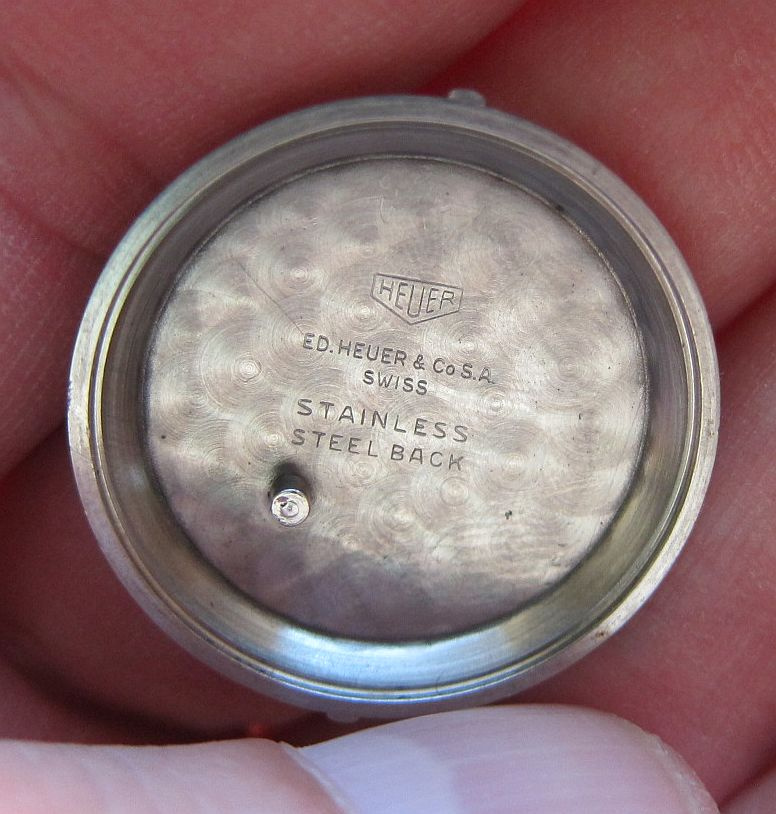 HEUER
ED. HEUER & Co S.A.
SWISS
STAINLESS
STEEL BACK